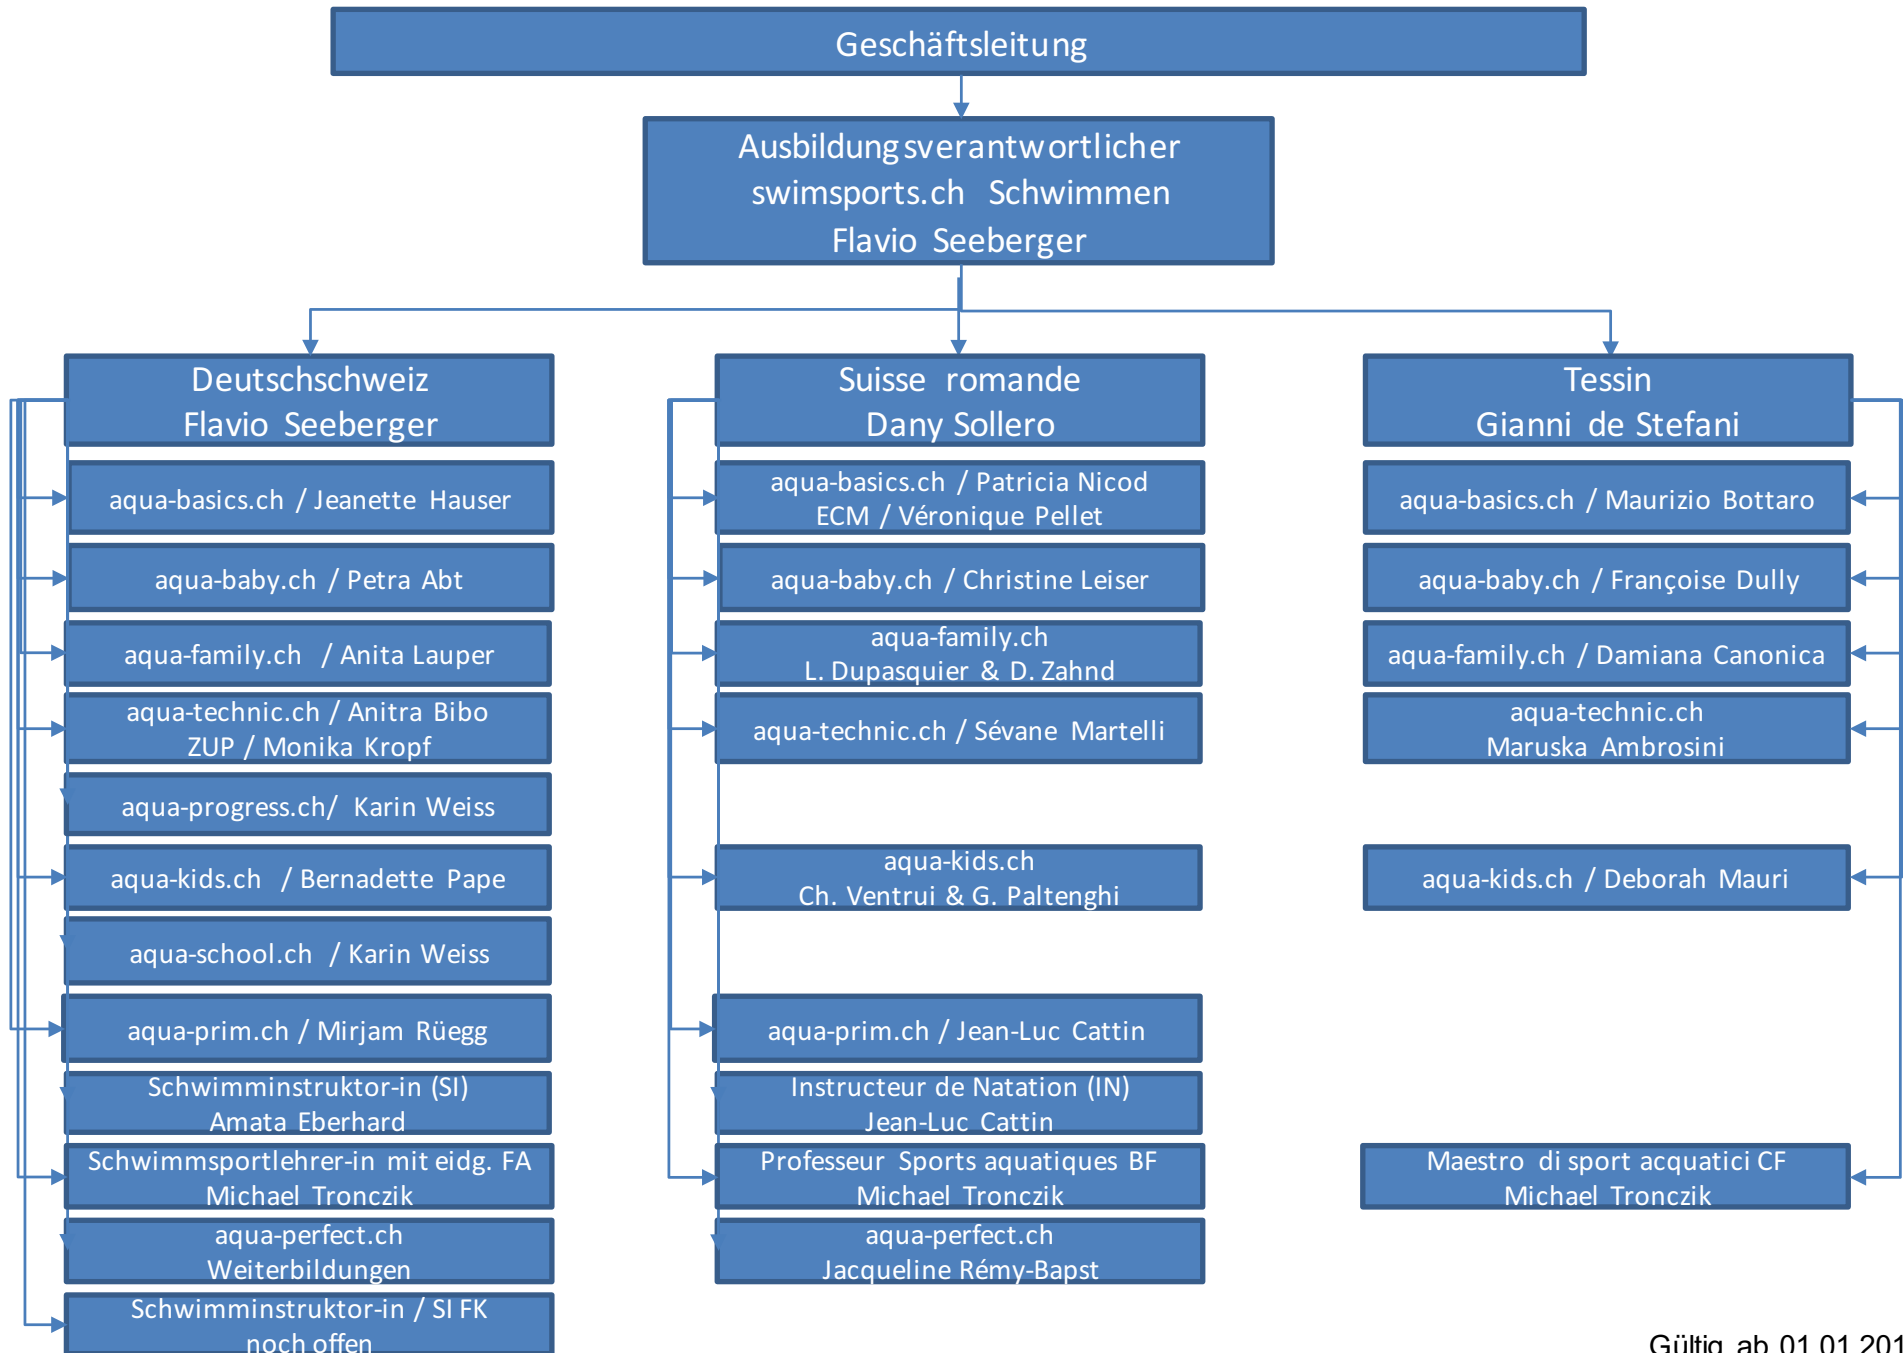 Geschäftsleitung
Ausbildungsverantwortlicher
swimsports.ch Schwimmen
Flavio Seeberger
Deutschschweiz
Flavio Seeberger
aqua-basics.ch / Jeanette Hauser
aqua-baby.ch / Petra Abt
aqua-family.ch / Anita Lauper
aqua-technic.ch / Anitra Bibo
ZUP / Monika Kropf
aqua-progress.ch/ Karin Weiss
aqua-kids.ch / Bernadette Pape
aqua-school.ch / Karin Weiss
aqua-prim.ch / Mirjam Rüegg
Schwimminstruktor-in (SI)
Amata Eberhard
Schwimmsportlehrer-in mit eidg. FA
Michael Tronczik
aqua-perfect.ch
Weiterbildungen
Schwimminstruktor-in / SI FK
noch offen
Suisse romande
Dany Sollero
aqua-basics.ch / Patricia Nicod
ECM / Véronique Pellet
aqua-baby.ch / Christine Leiser
aqua-family.ch
L. Dupasquier & D. Zahnd
aqua-technic.ch / Sévane Martelli
aqua-kids.ch
Ch. Ventrui & G. Paltenghi
aqua-prim.ch / Jean-Luc Cattin
Instructeur de Natation (IN)
Jean-Luc Cattin
Professeur Sports aquatiques BF
Michael Tronczik
aqua-perfect.ch
Jacqueline Rémy-Bapst
Tessin
Gianni de Stefani
aqua-basics.ch / Maurizio Bottaro
aqua-baby.ch / Françoise Dully
aqua-family.ch / Damiana Canonica
aqua-technic.ch
Maruska Ambrosini
aqua-kids.ch / Deborah Mauri
Maestro di sport acquatici CF
Michael Tronczik
Gültig ab 01.01.201